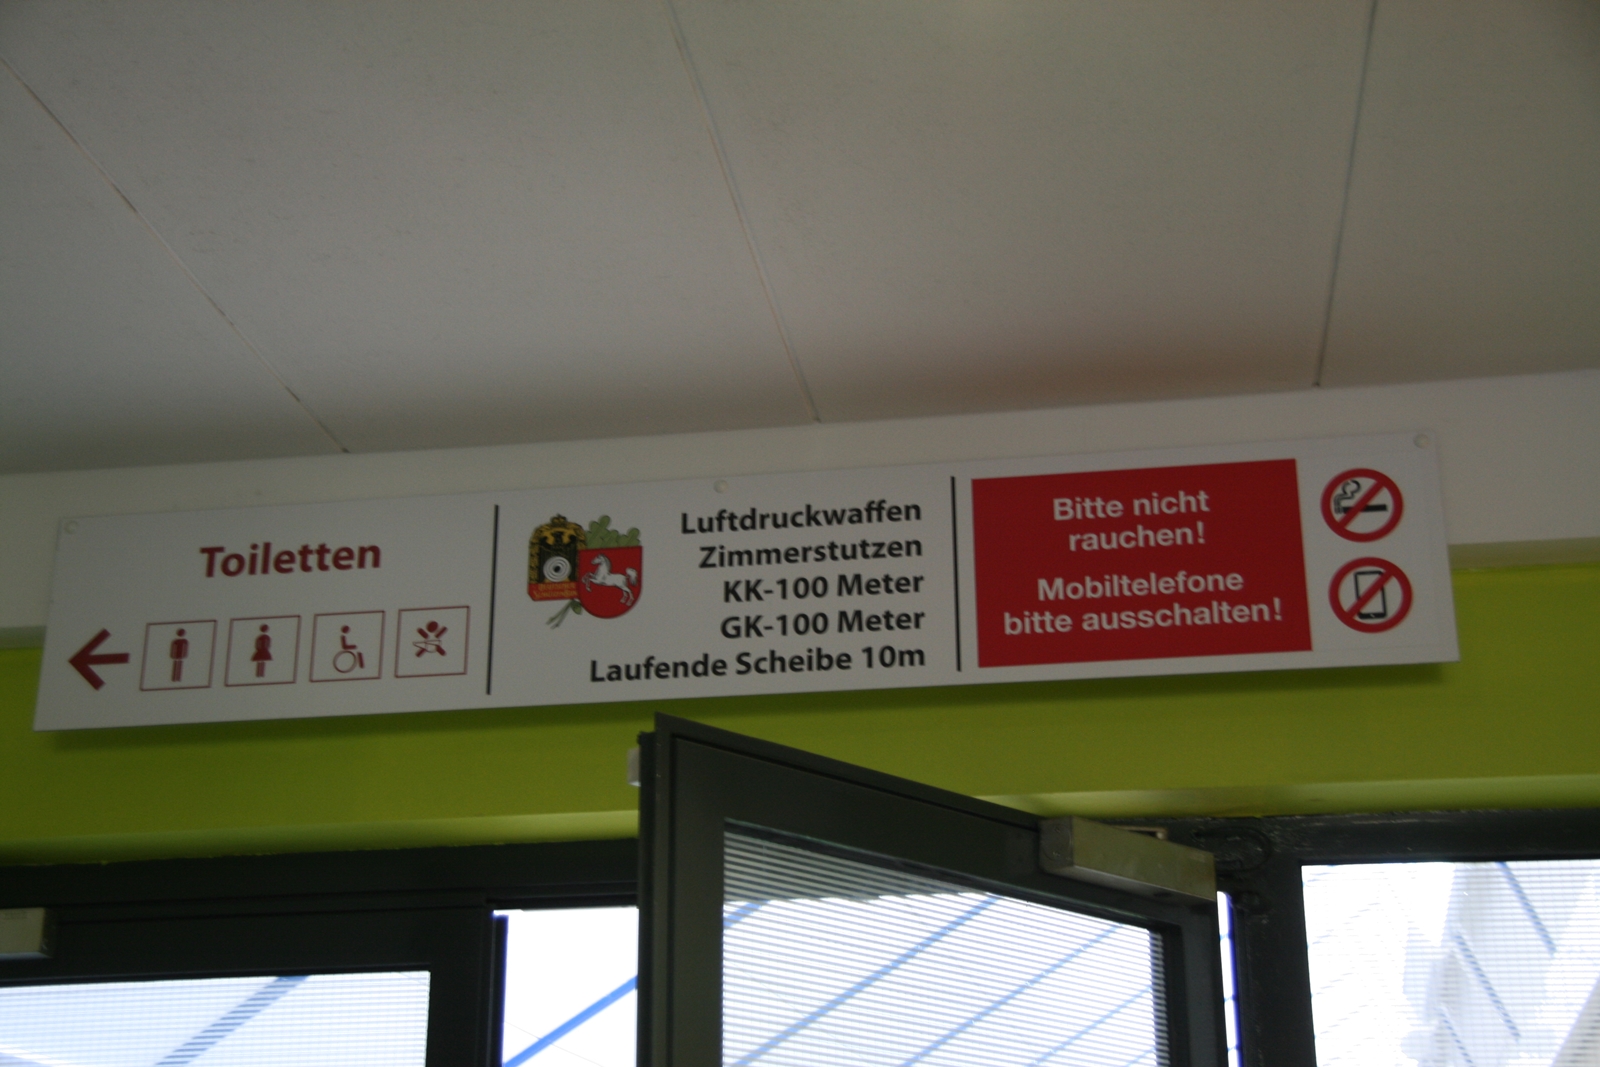 Toiletten
Luftdruckwaffen
Zimmerstutzen
KK-100 Meter
GK-100 Meter
Laufende Scheibe 10m
Bitte nicht
rauchen!
Mobiltelefone
bitte ausschalten!